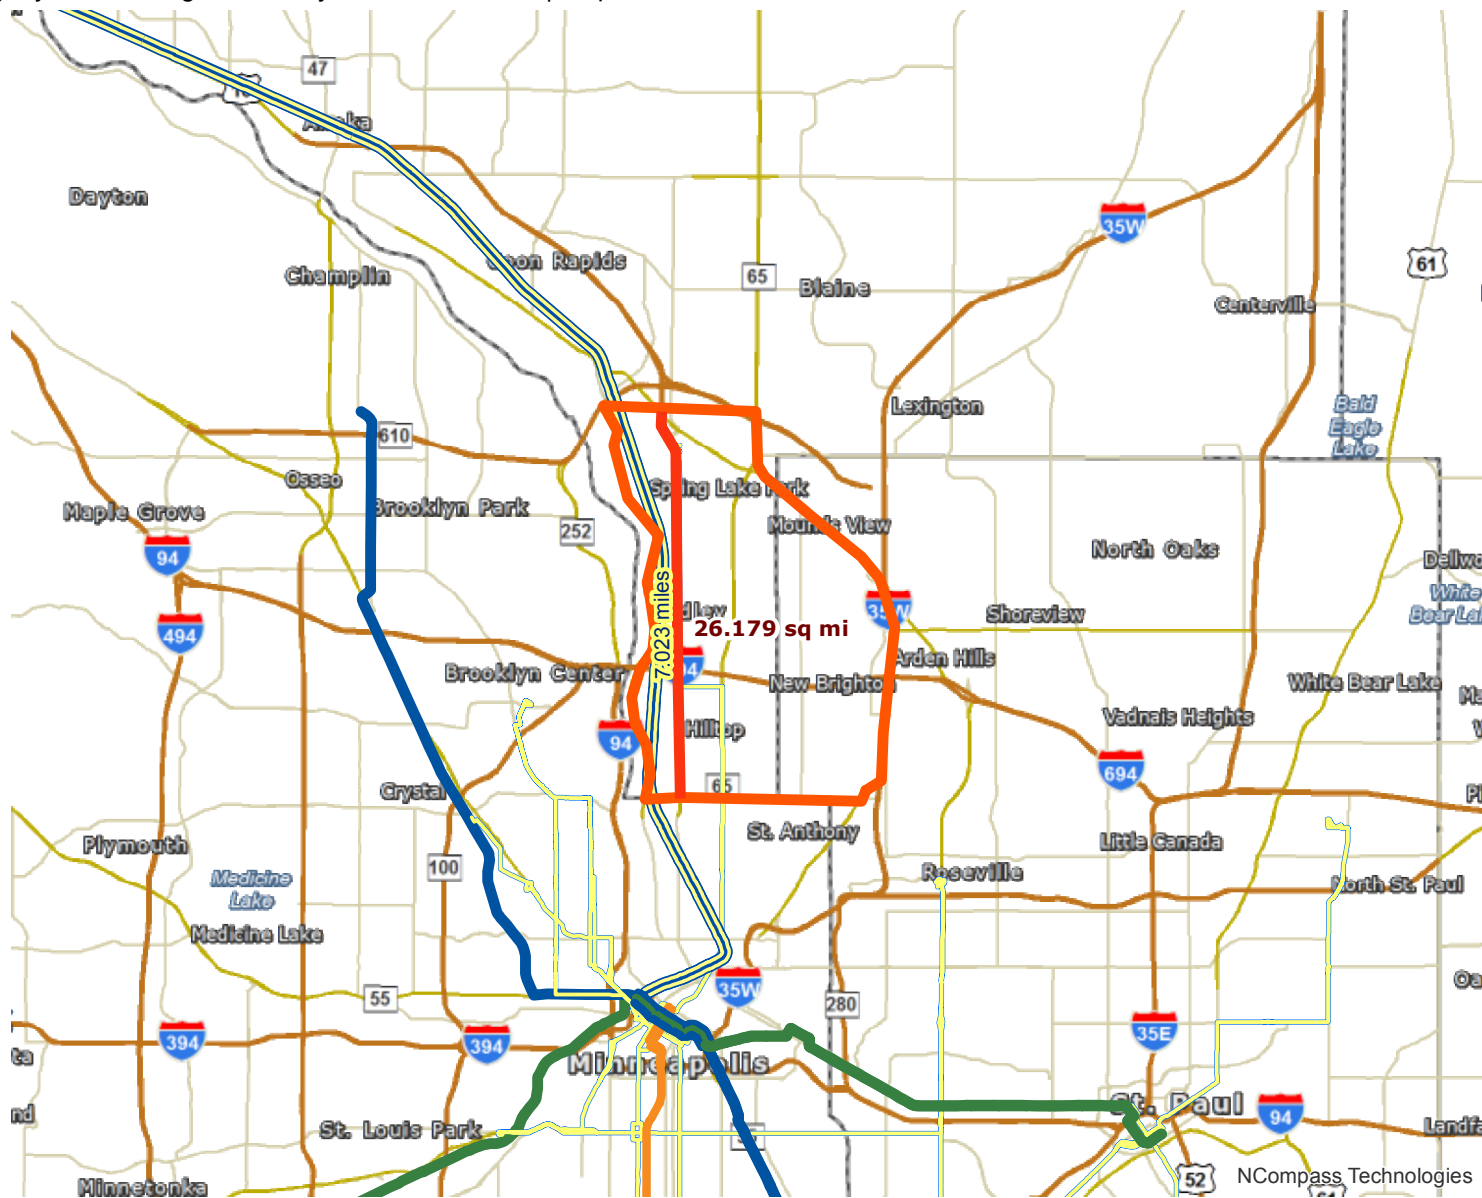 47
Anoka
Dayton
35W
Coon Rapids
61
Champlin
65
Blaine
Centerville
Lexington
Bald
Eagle
Lake
610
Osseo
Spring Lake Park
Brooklyn Park
Maple Grove
Mounds View
252
94
North Oaks
35W
Shoreview
494
7.023 miles
26.179 sq mi
Arden Hills
Brooklyn Center
New Brighton
White Bear Lake
Vadnais Heights
Hilltop
94
694
65
Crystal
St. Anthony
Plymouth
Little Canada
100
Medicine
Lake
Roseville
North St. Paul
Medicine Lake
35W
55
280
394
394
35E
Minneapolis
St. Paul
94
St. Louis Park
52
NCompass Technologies
Minnetonka